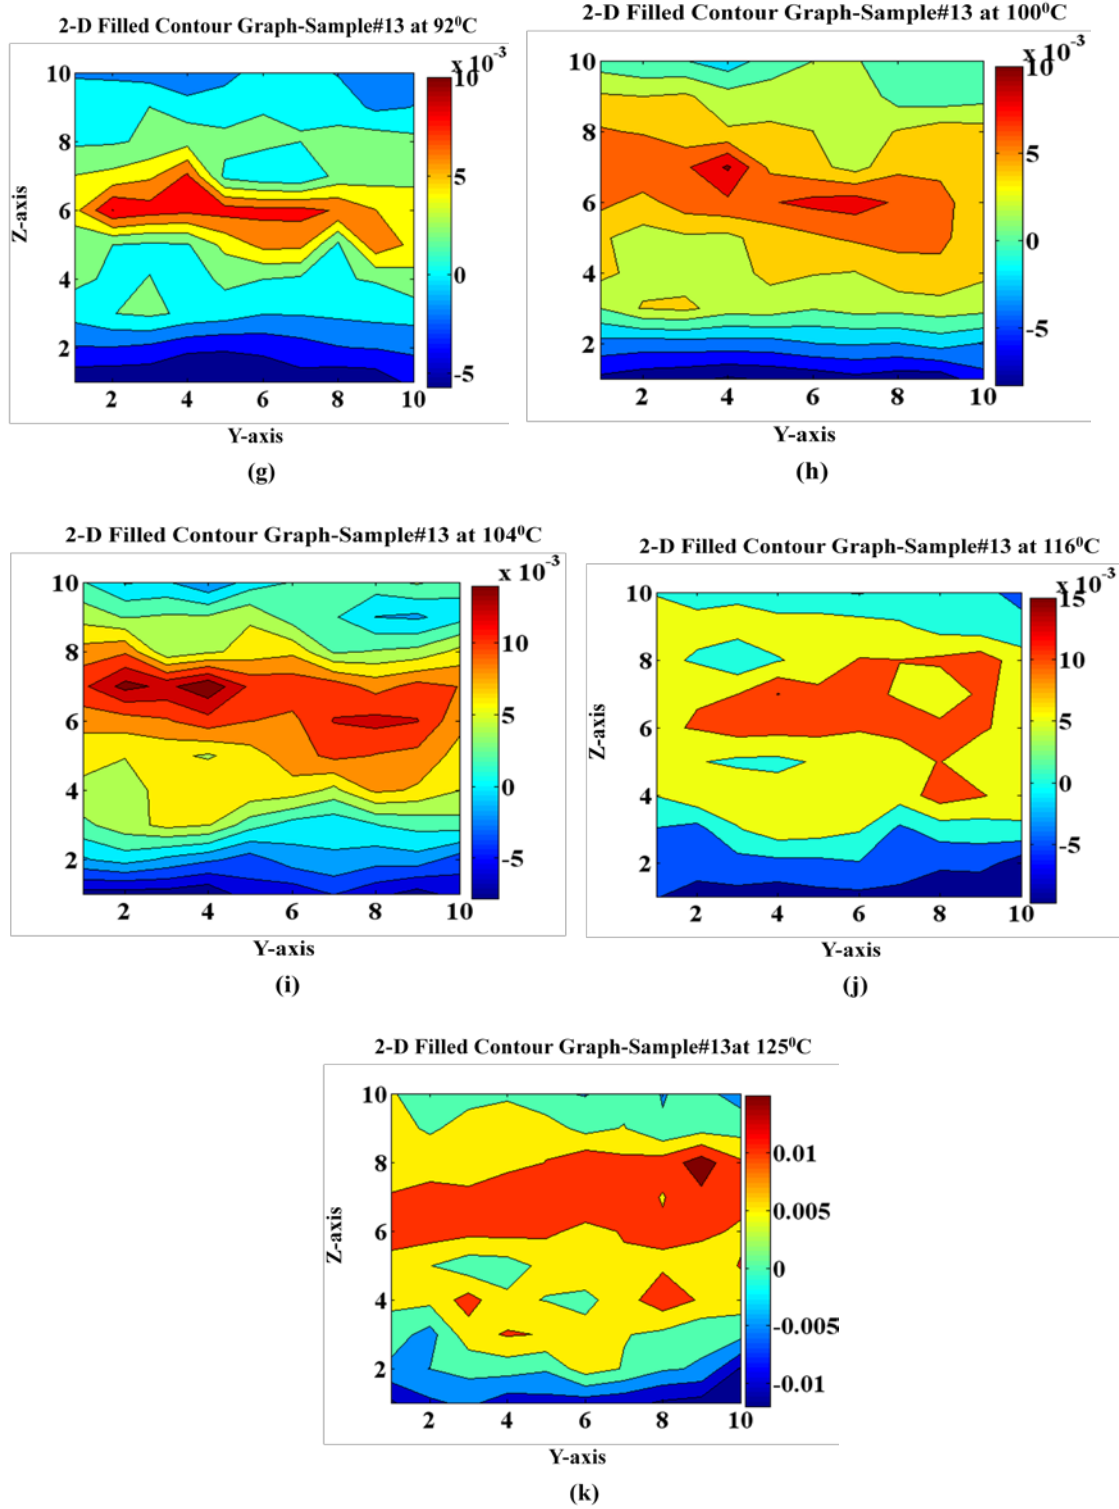 2-D Filled Contour Graph-Sample#13 at 92⁰C
x 10⁻³
10
8
6
4
2
Z-axis
2 4 6 8 10
Y-axis
10
5
0
-5
(g)
2-D Filled Contour Graph-Sample#13 at 100⁰C
x 10⁻³
10
8
6
4
2
2 4 6 8 10
Y-axis
10
5
0
-5
(h)
2-D Filled Contour Graph-Sample#13 at 104⁰C
x 10⁻³
10
8
6
4
2
2 4 6 8 10
Y-axis
10
5
0
-5
(i)
2-D Filled Contour Graph-Sample#13 at 116⁰C
x 10⁻³
10
8
6
4
2
Z-axis
2 4 6 8 10
Y-axis
15
10
5
0
-5
(j)
2-D Filled Contour Graph-Sample#13at 125⁰C
10
8
6
4
2
Z-axis
2 4 6 8 10
Y-axis
0.01
0.005
0
-0.005
-0.01
(k)